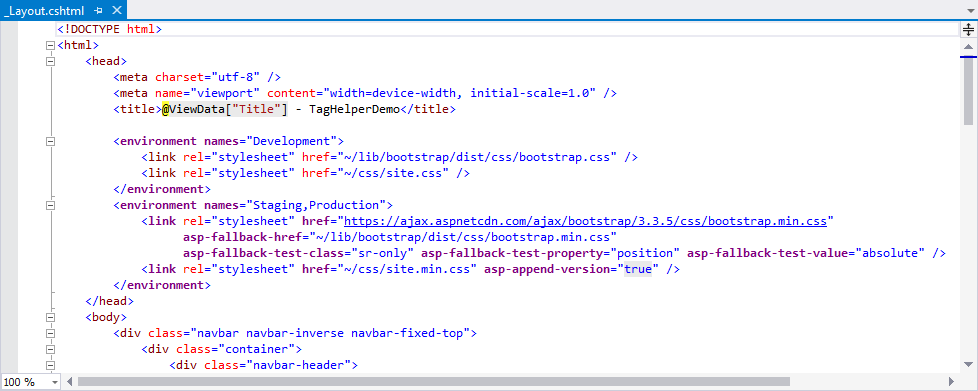 _Layout.cshtml
<!DOCTYPE html>
<html>
<head>
<meta charset="utf-8" />
<meta name="viewport" content="width=device-width, initial-scale=1.0" />
<title>@ViewData["Title"] - TagHelperDemo</title>
<environment names="Development">
<link rel="stylesheet" href="~/lib/bootstrap/dist/css/bootstrap.css" />
<link rel="stylesheet" href="~/css/site.css" />
</environment>
<environment names="Staging,Production">
<link rel="stylesheet" href="https://ajax.aspnetcdn.com/ajax/bootstrap/3.3.5/css/bootstrap.min.css"
asp-fallback-href="~/lib/bootstrap/dist/css/bootstrap.min.css"
asp-fallback-test-class="sr-only" asp-fallback-test-property="position" asp-fallback-test-value="absolute" />
<link rel="stylesheet" href="~/css/site.min.css" asp-append-version="true" />
</environment>
</head>
<body>
<div class="navbar navbar-inverse navbar-fixed-top">
<div class="container">
<div class="navbar-header">
100 %